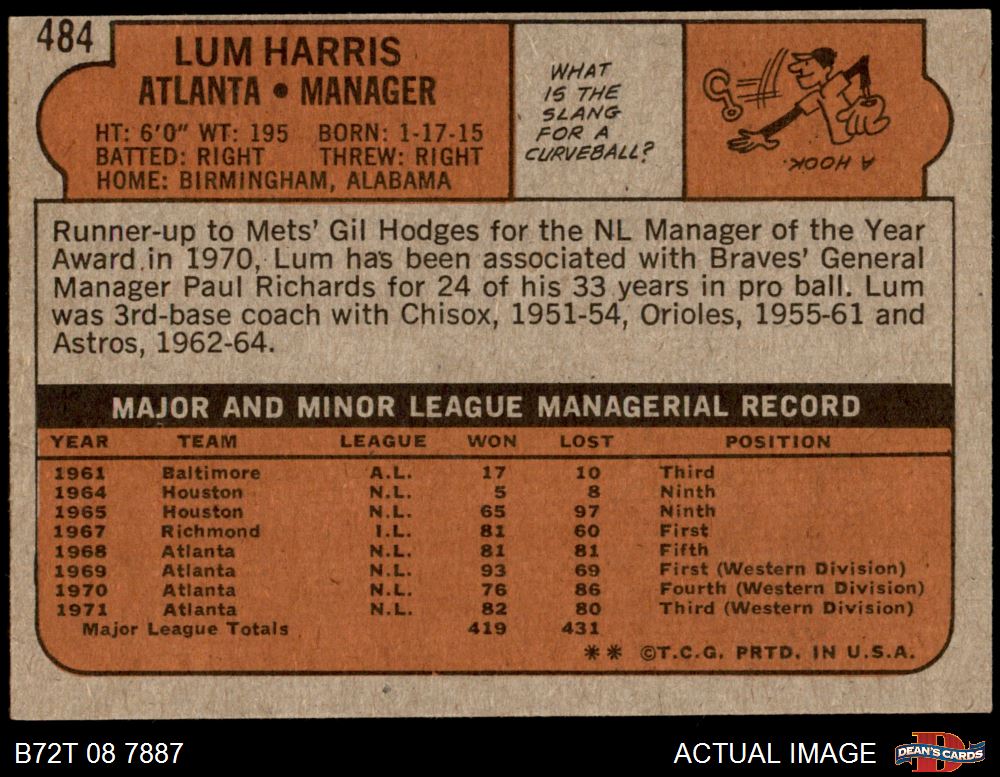 484
LUM HARRIS
ATLANTA • MANAGER
HT: 6'0" WT: 195 BORN: 1-17-15
BATTED: RIGHT THREW: RIGHT
HOME: BIRMINGHAM, ALABAMA
WHAT
IS THE
SLANG
FOR A
CURVEBALL?
A HOOK.
Runner-up to Mets' Gil Hodges for the NL Manager of the Year
Award in 1970, Lum has been associated with Braves' General
Manager Paul Richards for 24 of his 33 years in pro ball. Lum
was 3rd-base coach with Chisox, 1951-54, Orioles, 1955-61 and
Astros, 1962-64.
MAJOR AND MINOR LEAGUE MANAGERIAL RECORD
YEAR TEAM LEAGUE WON LOST POSITION
1961 Baltimore A.L. 17 10 Third
1964 Houston N.L. 5 8 Ninth
1965 Houston N.L. 65 97 Ninth
1967 Richmond I.L. 81 60 First
1968 Atlanta N.L. 81 81 Fifth
1969 Atlanta N.L. 93 69 First (Western Division)
1970 Atlanta N.L. 76 86 Fourth (Western Division)
1971 Atlanta N.L. 82 80 Third (Western Division)
Major League Totals 419 431
** ©T.C.G. PRTD. IN U.S.A.
B72T 08 7887 ACTUAL IMAGE
DEAN'S CARDS